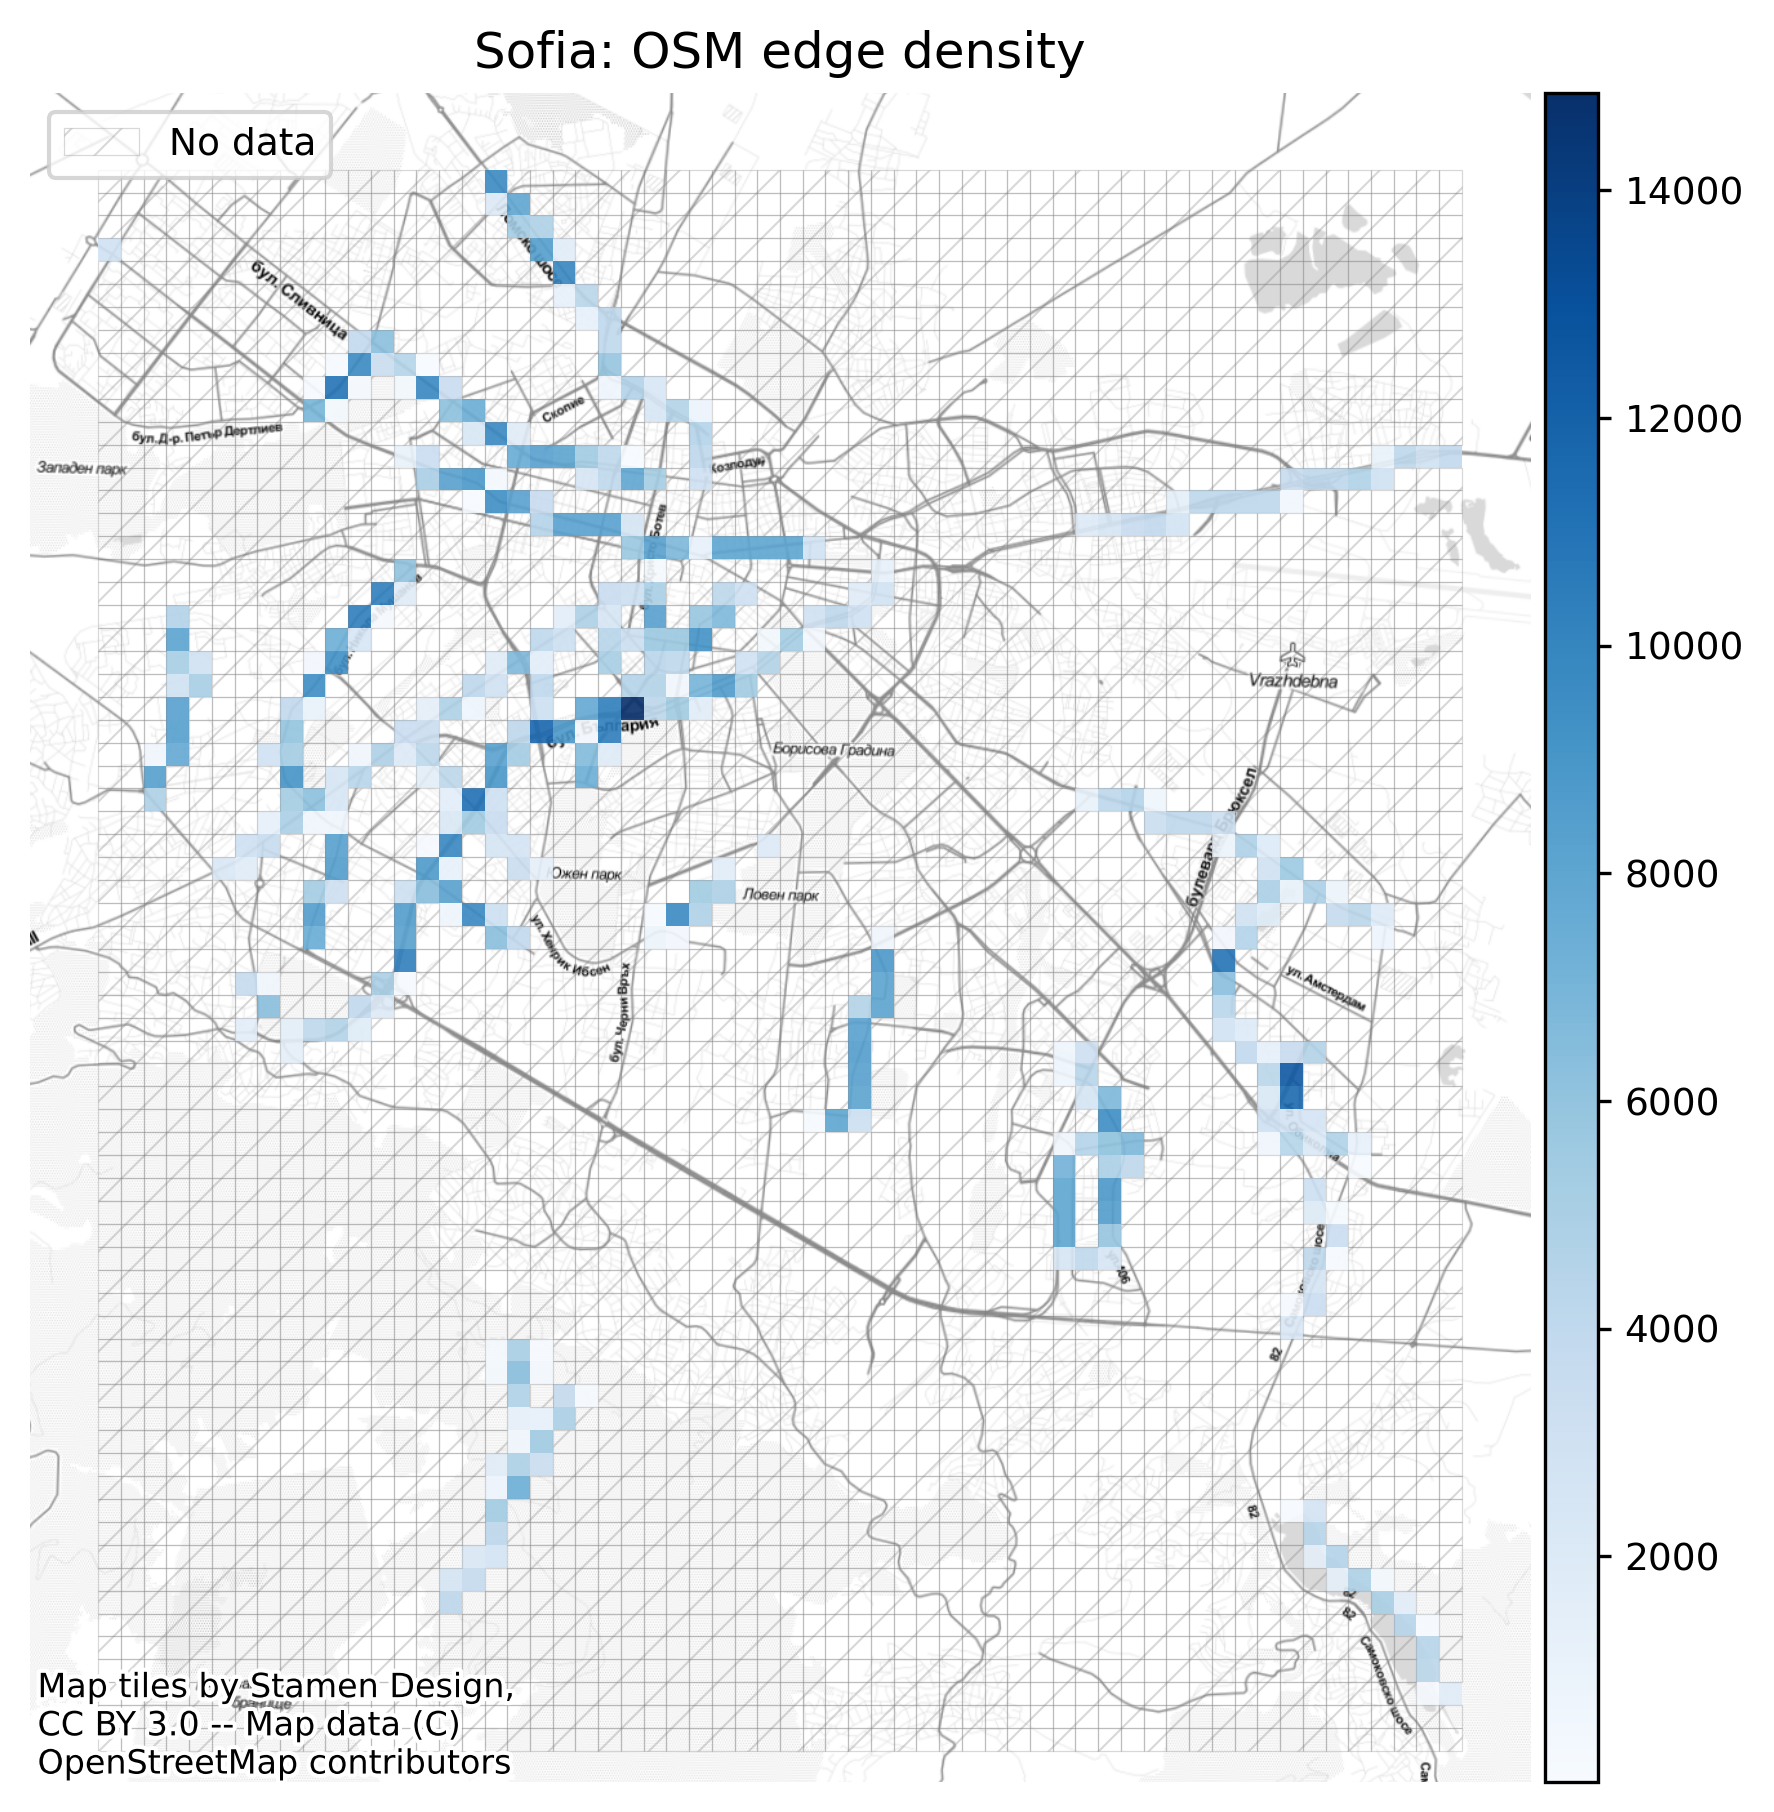 Sofia: OSM edge density
No data
бул. Сливница
Скопие
бул. Д-р. Петър Дертлиев
Западен парк
Козлодуй
Ботев
Vrazhdebna
бул. България
Борисова Градина
Южен парк
Ловен парк
ул. Хенрик Ибсен
бул. Черни Връх
ул. Амстердам
82
82
82
Самоковско шосе
14000
12000
10000
8000
6000
4000
2000
Map tiles by Stamen Design,
CC BY 3.0 -- Map data (C)
OpenStreetMap contributors